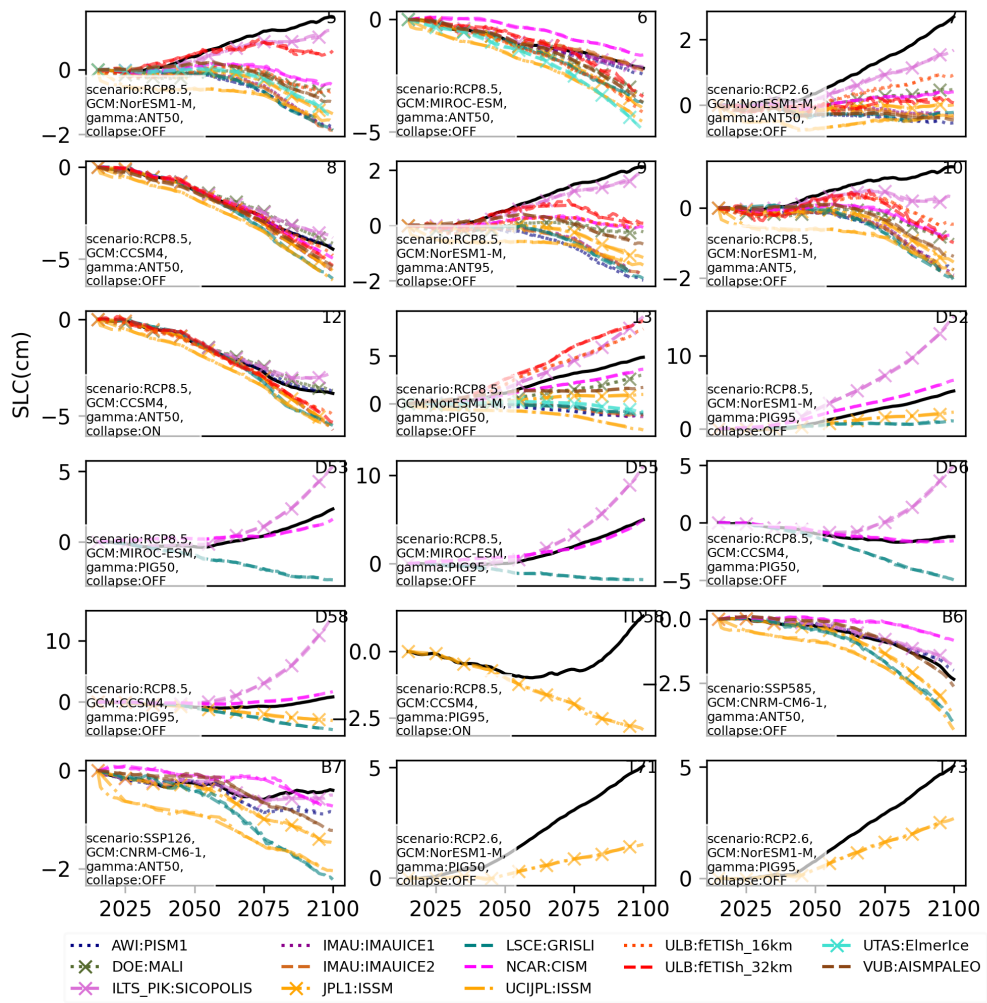 5
6
7
0
−2
0
−5
2
0
scenario:RCP8.5,
GCM:NorESM1-M,
gamma:ANT50,
collapse:OFF
scenario:RCP8.5,
GCM:MIROC-ESM,
gamma:ANT50,
collapse:OFF
scenario:RCP2.6,
GCM:NorESM1-M,
gamma:ANT50,
collapse:OFF
8
9
10
0
−5
2
0
−2
0
−2
scenario:RCP8.5,
GCM:CCSM4,
gamma:ANT50,
collapse:OFF
scenario:RCP8.5,
GCM:NorESM1-M,
gamma:ANT95,
collapse:OFF
scenario:RCP8.5,
GCM:NorESM1-M,
gamma:ANT5,
collapse:OFF
SLC(cm)
12
13
D52
0
−5
5
0
10
0
scenario:RCP8.5,
GCM:CCSM4,
gamma:ANT50,
collapse:ON
scenario:RCP8.5,
GCM:NorESM1-M,
gamma:PIG50,
collapse:OFF
scenario:RCP8.5,
GCM:NorESM1-M,
gamma:PIG95,
collapse:OFF
D53
D55
D56
5
0
10
0
5
0
−5
scenario:RCP8.5,
GCM:MIROC-ESM,
gamma:PIG50,
collapse:OFF
scenario:RCP8.5,
GCM:MIROC-ESM,
gamma:PIG95,
collapse:OFF
scenario:RCP8.5,
GCM:CCSM4,
gamma:PIG50,
collapse:OFF
D58
TD58
B6
10
0
0.0
−2.5
0.0
−2.5
scenario:RCP8.5,
GCM:CCSM4,
gamma:PIG95,
collapse:OFF
scenario:RCP8.5,
GCM:CCSM4,
gamma:PIG95,
collapse:ON
scenario:SSP585,
GCM:CNRM-CM6-1,
gamma:ANT50,
collapse:OFF
B7
T71
T73
0
−2
5
0
5
0
scenario:SSP126,
GCM:CNRM-CM6-1,
gamma:ANT50,
collapse:OFF
scenario:RCP2.6,
GCM:NorESM1-M,
gamma:PIG50,
collapse:OFF
scenario:RCP2.6,
GCM:NorESM1-M,
gamma:PIG95,
collapse:OFF
2025 2050 2075 2100
2025 2050 2075 2100
2025 2050 2075 2100
AWI:PISM1 IMAU:IMAUICE1 LSCE:GRISLI ULB:fETISh_16km UTAS:ElmerIce
DOE:MALI IMAU:IMAUICE2 NCAR:CISM ULB:fETISh_32km VUB:AISMPALEO
ILTS_PIK:SICOPOLIS JPL1:ISSM UCIJPL:ISSM